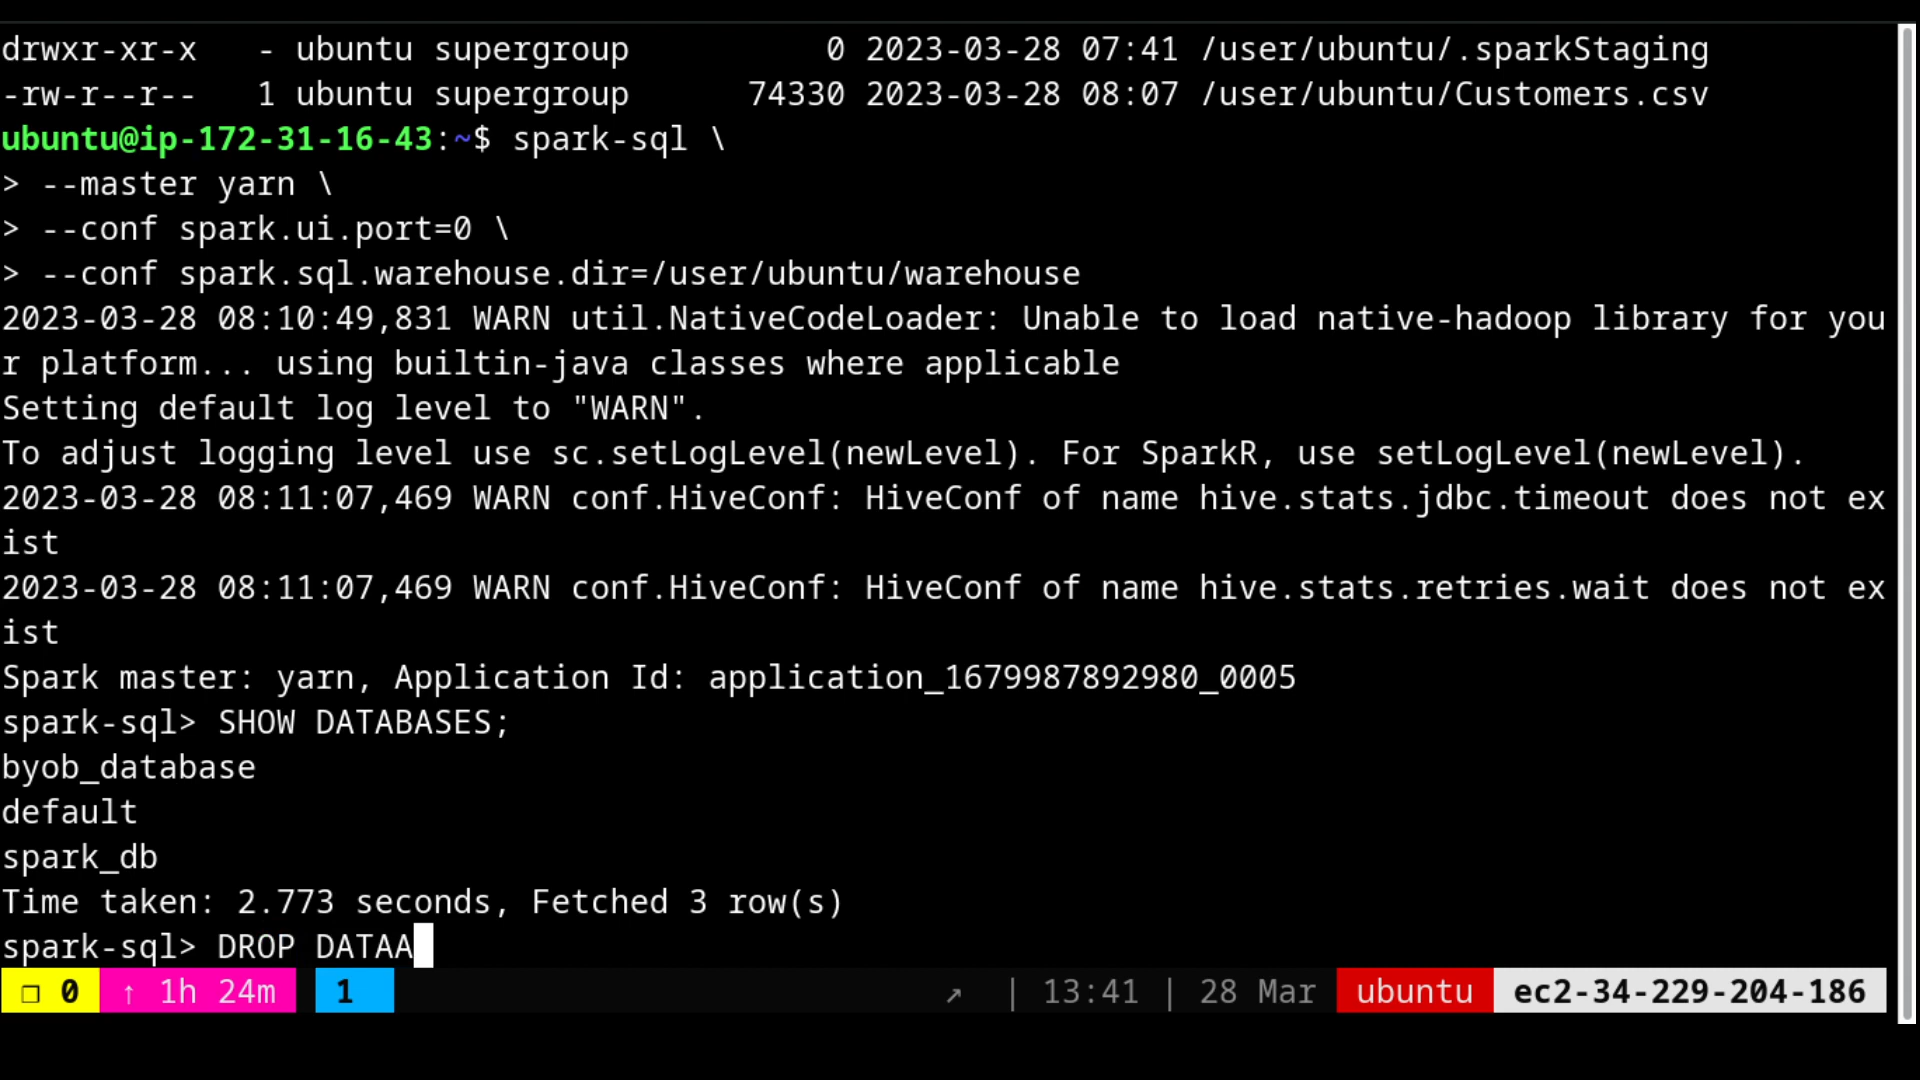 drwxr-xr-x   - ubuntu supergroup          0 2023-03-28 07:41 /user/ubuntu/.sparkStaging
-rw-r--r--   1 ubuntu supergroup      74330 2023-03-28 08:07 /user/ubuntu/Customers.csv
ubuntu@ip-172-31-16-43:~$ spark-sql \
> --master yarn \
> --conf spark.ui.port=0 \
> --conf spark.sql.warehouse.dir=/user/ubuntu/warehouse
2023-03-28 08:10:49,831 WARN util.NativeCodeLoader: Unable to load native-hadoop library for you
r platform... using builtin-java classes where applicable
Setting default log level to "WARN".
To adjust logging level use sc.setLogLevel(newLevel). For SparkR, use setLogLevel(newLevel).
2023-03-28 08:11:07,469 WARN conf.HiveConf: HiveConf of name hive.stats.jdbc.timeout does not ex
ist
2023-03-28 08:11:07,469 WARN conf.HiveConf: HiveConf of name hive.stats.retries.wait does not ex
ist
Spark master: yarn, Application Id: application_1679987892980_0005
spark-sql> SHOW DATABASES;
byob_database
default
spark_db
Time taken: 2.773 seconds, Fetched 3 row(s)
spark-sql> DROP DATAA
❐ 0 ↑ 1h 24m 1 ↗ | 13:41 | 28 Mar ubuntu ec2-34-229-204-186